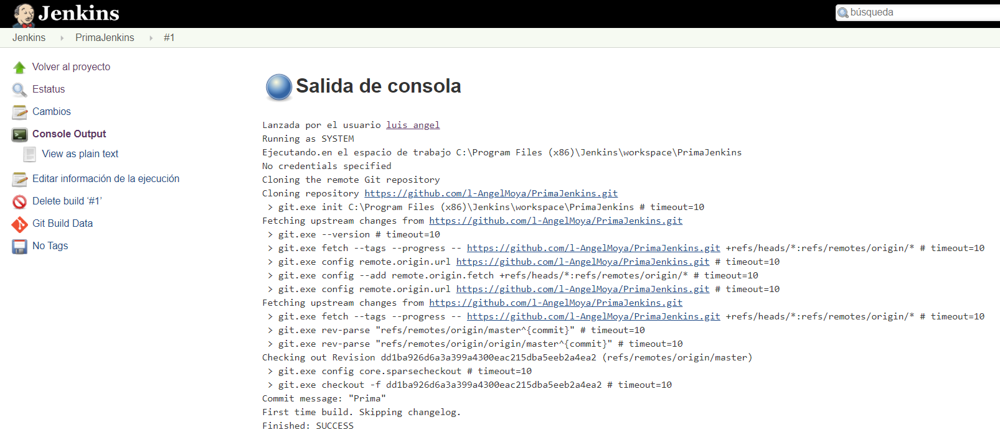 Jenkins
búsqueda
Jenkins PrimaJenkins #1
Volver al proyecto
Estatus
Cambios
Console Output
View as plain text
Editar información de la ejecución
Delete build ‘#1’
Git Build Data
No Tags
Salida de consola
Lanzada por el usuario luis angel
Running as SYSTEM
Ejecutando.en el espacio de trabajo C:\Program Files (x86)\Jenkins\workspace\PrimaJenkins
No credentials specified
Cloning the remote Git repository
Cloning repository https://github.com/l-AngelMoya/PrimaJenkins.git
> git.exe init C:\Program Files (x86)\Jenkins\workspace\PrimaJenkins # timeout=10
Fetching upstream changes from https://github.com/l-AngelMoya/PrimaJenkins.git
> git.exe --version # timeout=10
> git.exe fetch --tags --progress -- https://github.com/l-AngelMoya/PrimaJenkins.git +refs/heads/*:refs/remotes/origin/* # timeout=10
> git.exe config remote.origin.url https://github.com/l-AngelMoya/PrimaJenkins.git # timeout=10
> git.exe config --add remote.origin.fetch +refs/heads/*:refs/remotes/origin/* # timeout=10
> git.exe config remote.origin.url https://github.com/l-AngelMoya/PrimaJenkins.git # timeout=10
Fetching upstream changes from https://github.com/l-AngelMoya/PrimaJenkins.git
> git.exe fetch --tags --progress -- https://github.com/l-AngelMoya/PrimaJenkins.git +refs/heads/*:refs/remotes/origin/* # timeout=10
> git.exe rev-parse "refs/remotes/origin/master^{commit}" # timeout=10
> git.exe rev-parse "refs/remotes/origin/origin/master^{commit}" # timeout=10
Checking out Revision dd1ba926d6a3a399a4300eac215dba5eeb2a4ea2 (refs/remotes/origin/master)
> git.exe config core.sparsecheckout # timeout=10
> git.exe checkout -f dd1ba926d6a3a399a4300eac215dba5eeb2a4ea2 # timeout=10
Commit message: "Prima"
First time build. Skipping changelog.
Finished: SUCCESS